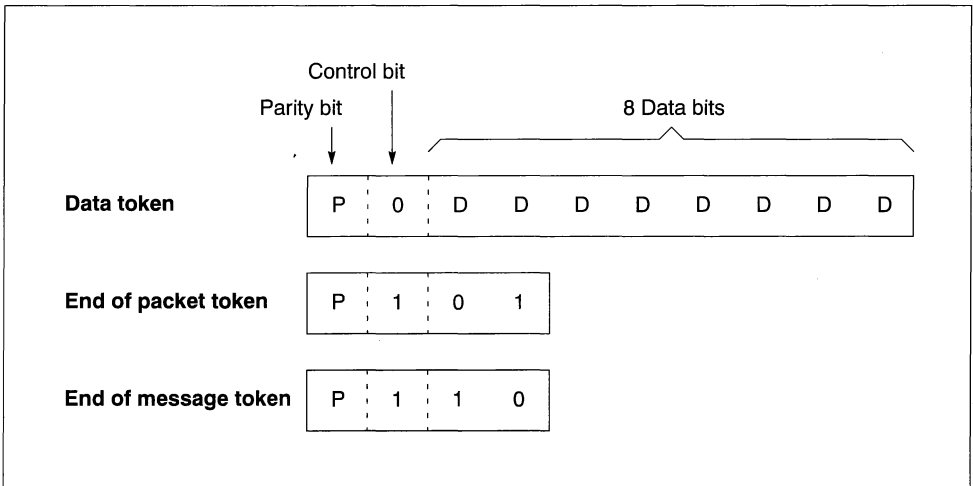 Control bit
Parity bit
8 Data bits
Data token P 0 D D D D D D D D
End of packet token P 1 0 1
End of message token P 1 1 0